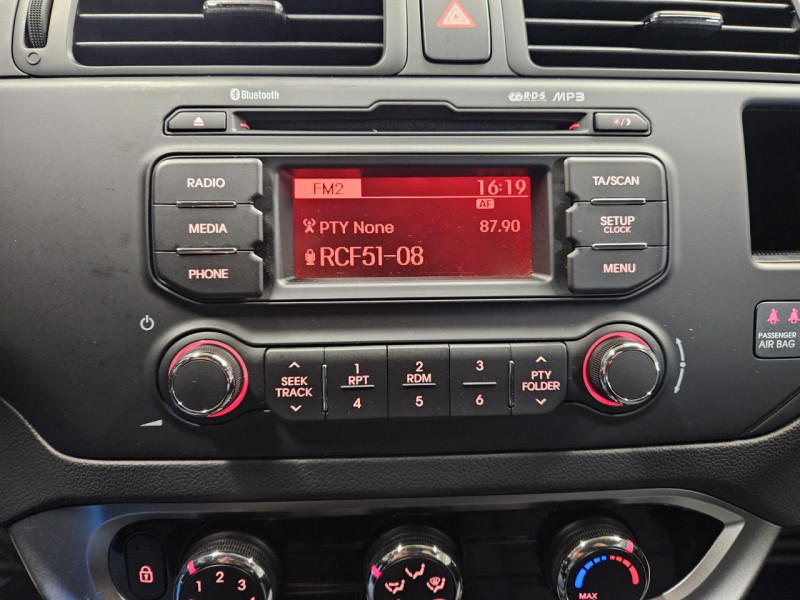 Bluetooth
R·D·S MP3
RADIO
MEDIA
PHONE
FM2 16:19
AF
PTY None 87.90
RCF51-08
TA/SCAN
SETUP
CLOCK
MENU
SEEK
TRACK
1
RPT
4
2
RDM
5
3
6
PTY
FOLDER
PASSENGER
AIR BAG
1 2 3
MAX